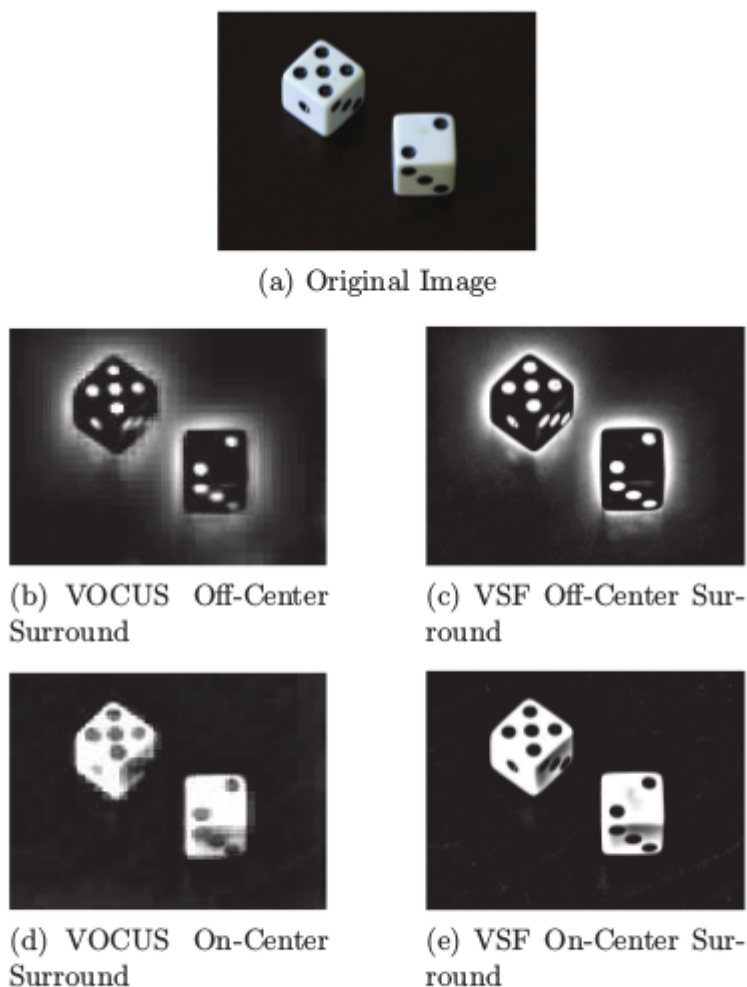 (a) Original Image
(b) VOCUS Off-Center
Surround
(c) VSF Off-Center Sur-
round
(d) VOCUS On-Center
Surround
(e) VSF On-Center Sur-
round